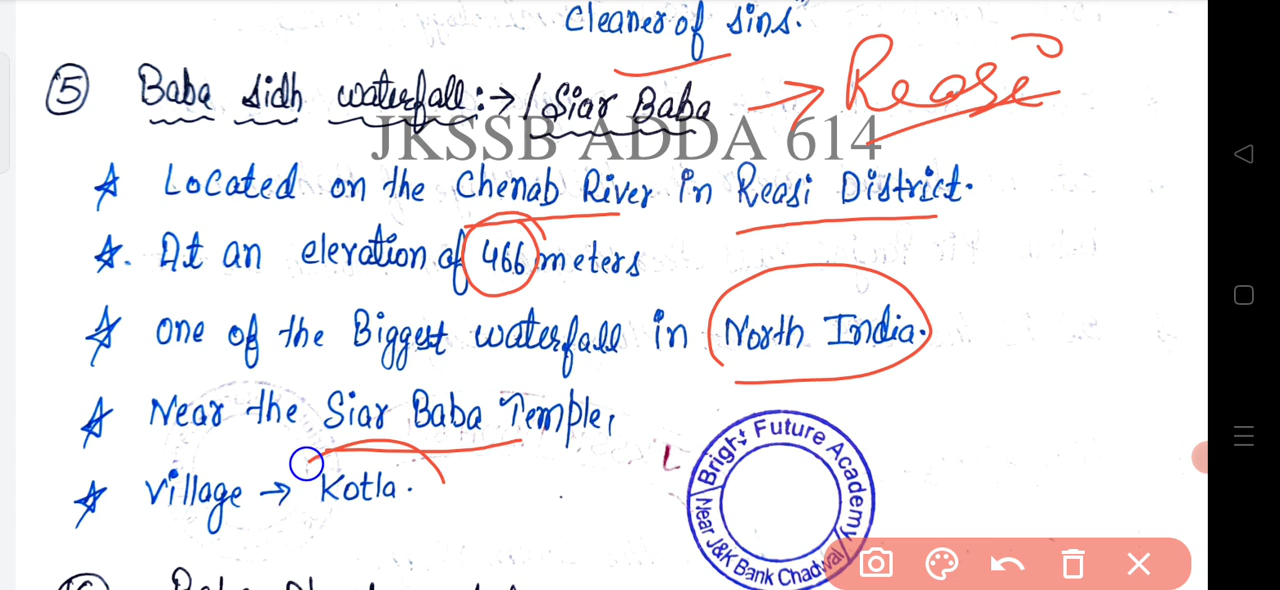 Cleaner of sins.
⑤ Baba sidh waterfall:→ / Siar Baba → Reasi
JKSSB ADDA 614
☆ Located on the Chenab River in Reasi District.
☆. At an elevation of 466 meters
☆ One of the Biggest waterfall in North India.
☆ Near the Siar Baba Temple,
☆ Village → Kotla.
Bright Future Academy
Near J&K Bank Chadwal